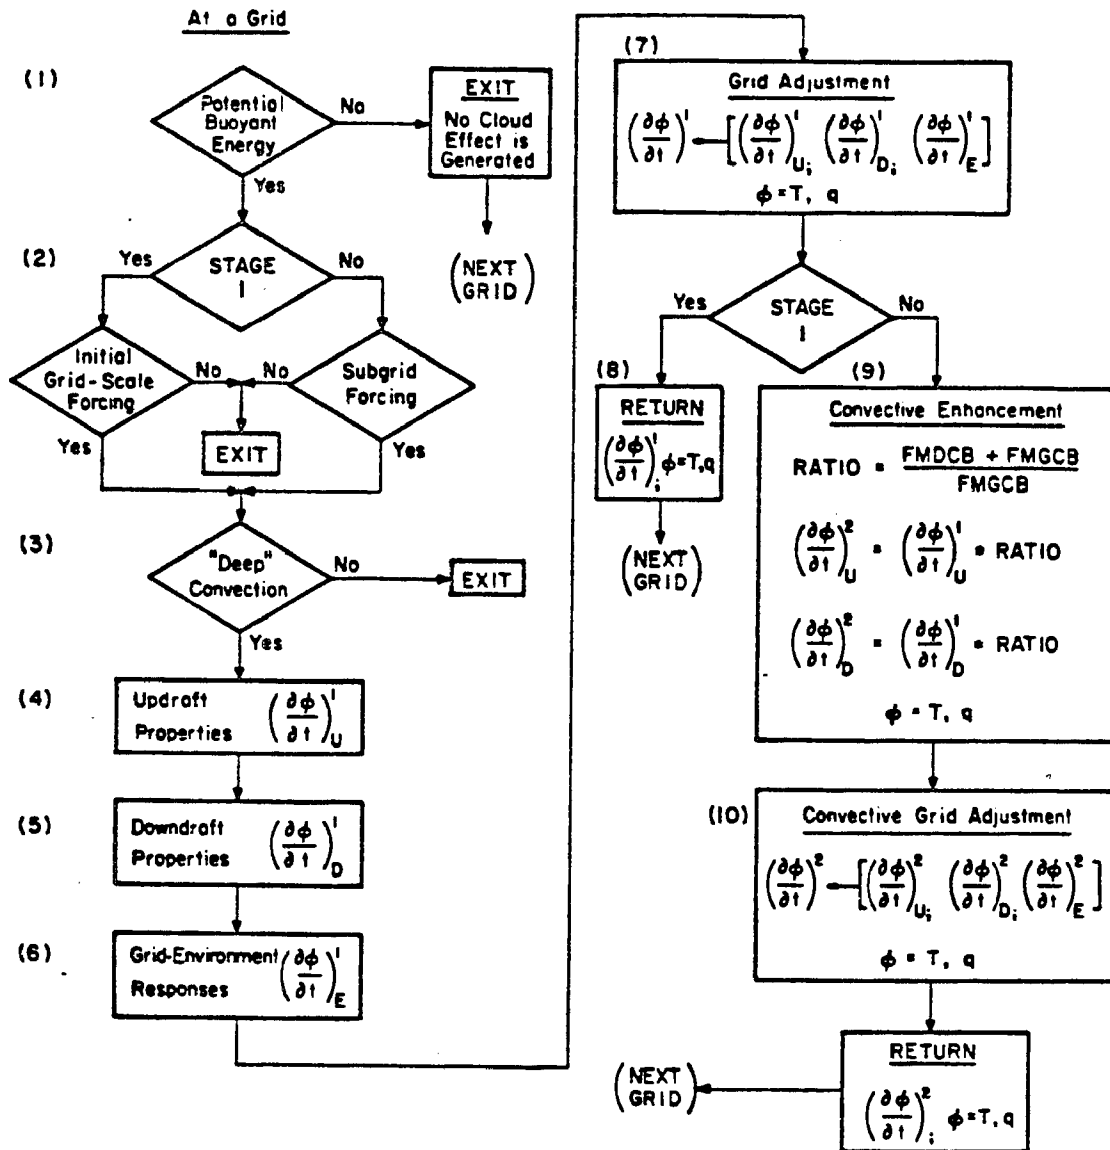 At a Grid
(1)
Potential
Buoyant
Energy
No
Yes
EXIT
No Cloud
Effect is
Generated
(NEXT
GRID)
(2)
Yes
STAGE
1
No
Initial
Grid-Scale
Forcing
No
No
Subgrid
Forcing
Yes
EXIT
Yes
(3)
"Deep"
Convection
No
EXIT
Yes
(4)
Updraft
Properties (∂φ/∂t)¹_U
(5)
Downdraft
Properties (∂φ/∂t)¹_D
(6)
Grid-Environment
Responses (∂φ/∂t)¹_E
(7)
Grid Adjustment
(∂φ/∂t)¹ ← [(∂φ/∂t)¹_Ui (∂φ/∂t)¹_Di (∂φ/∂t)¹_E]
φ = T, q
Yes
STAGE
1
No
(8)
RETURN
(∂φ/∂t)¹_i φ=T,q
(NEXT
GRID)
(9)
Convective Enhancement
RATIO = FMDCB + FMGCB / FMGCB
(∂φ/∂t)²_U = (∂φ/∂t)¹_U * RATIO
(∂φ/∂t)²_D = (∂φ/∂t)¹_D * RATIO
φ = T, q
(10)
Convective Grid Adjustment
(∂φ/∂t)² ← [(∂φ/∂t)²_Ui (∂φ/∂t)²_Di (∂φ/∂t)²_E]
φ = T, q
RETURN
(∂φ/∂t)²_i φ=T,q
(NEXT
GRID)